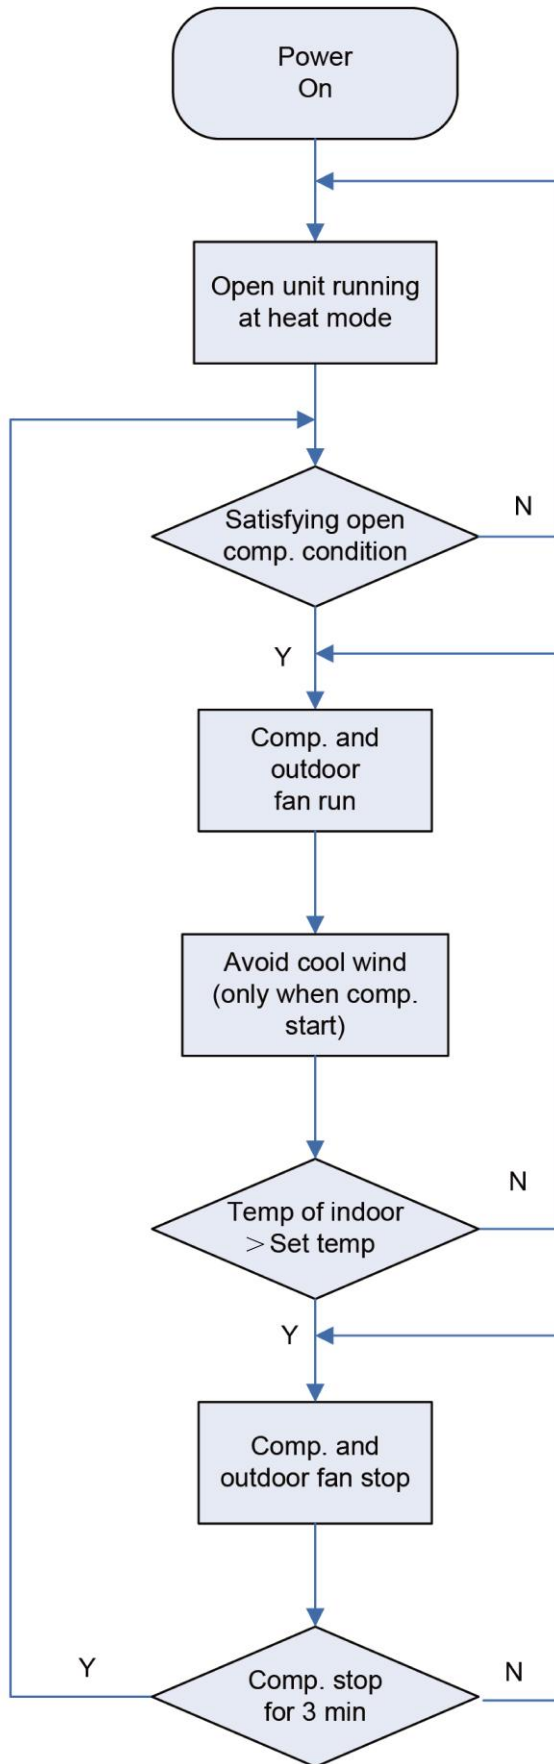 Power
On
Open unit running
at heat mode
Satisfying open
comp. condition
N
Y
Comp. and
outdoor
fan run
Avoid cool wind
(only when comp.
start)
Temp of indoor
＞Set temp
N
Y
Comp. and
outdoor fan stop
Y
Comp. stop
for 3 min
N